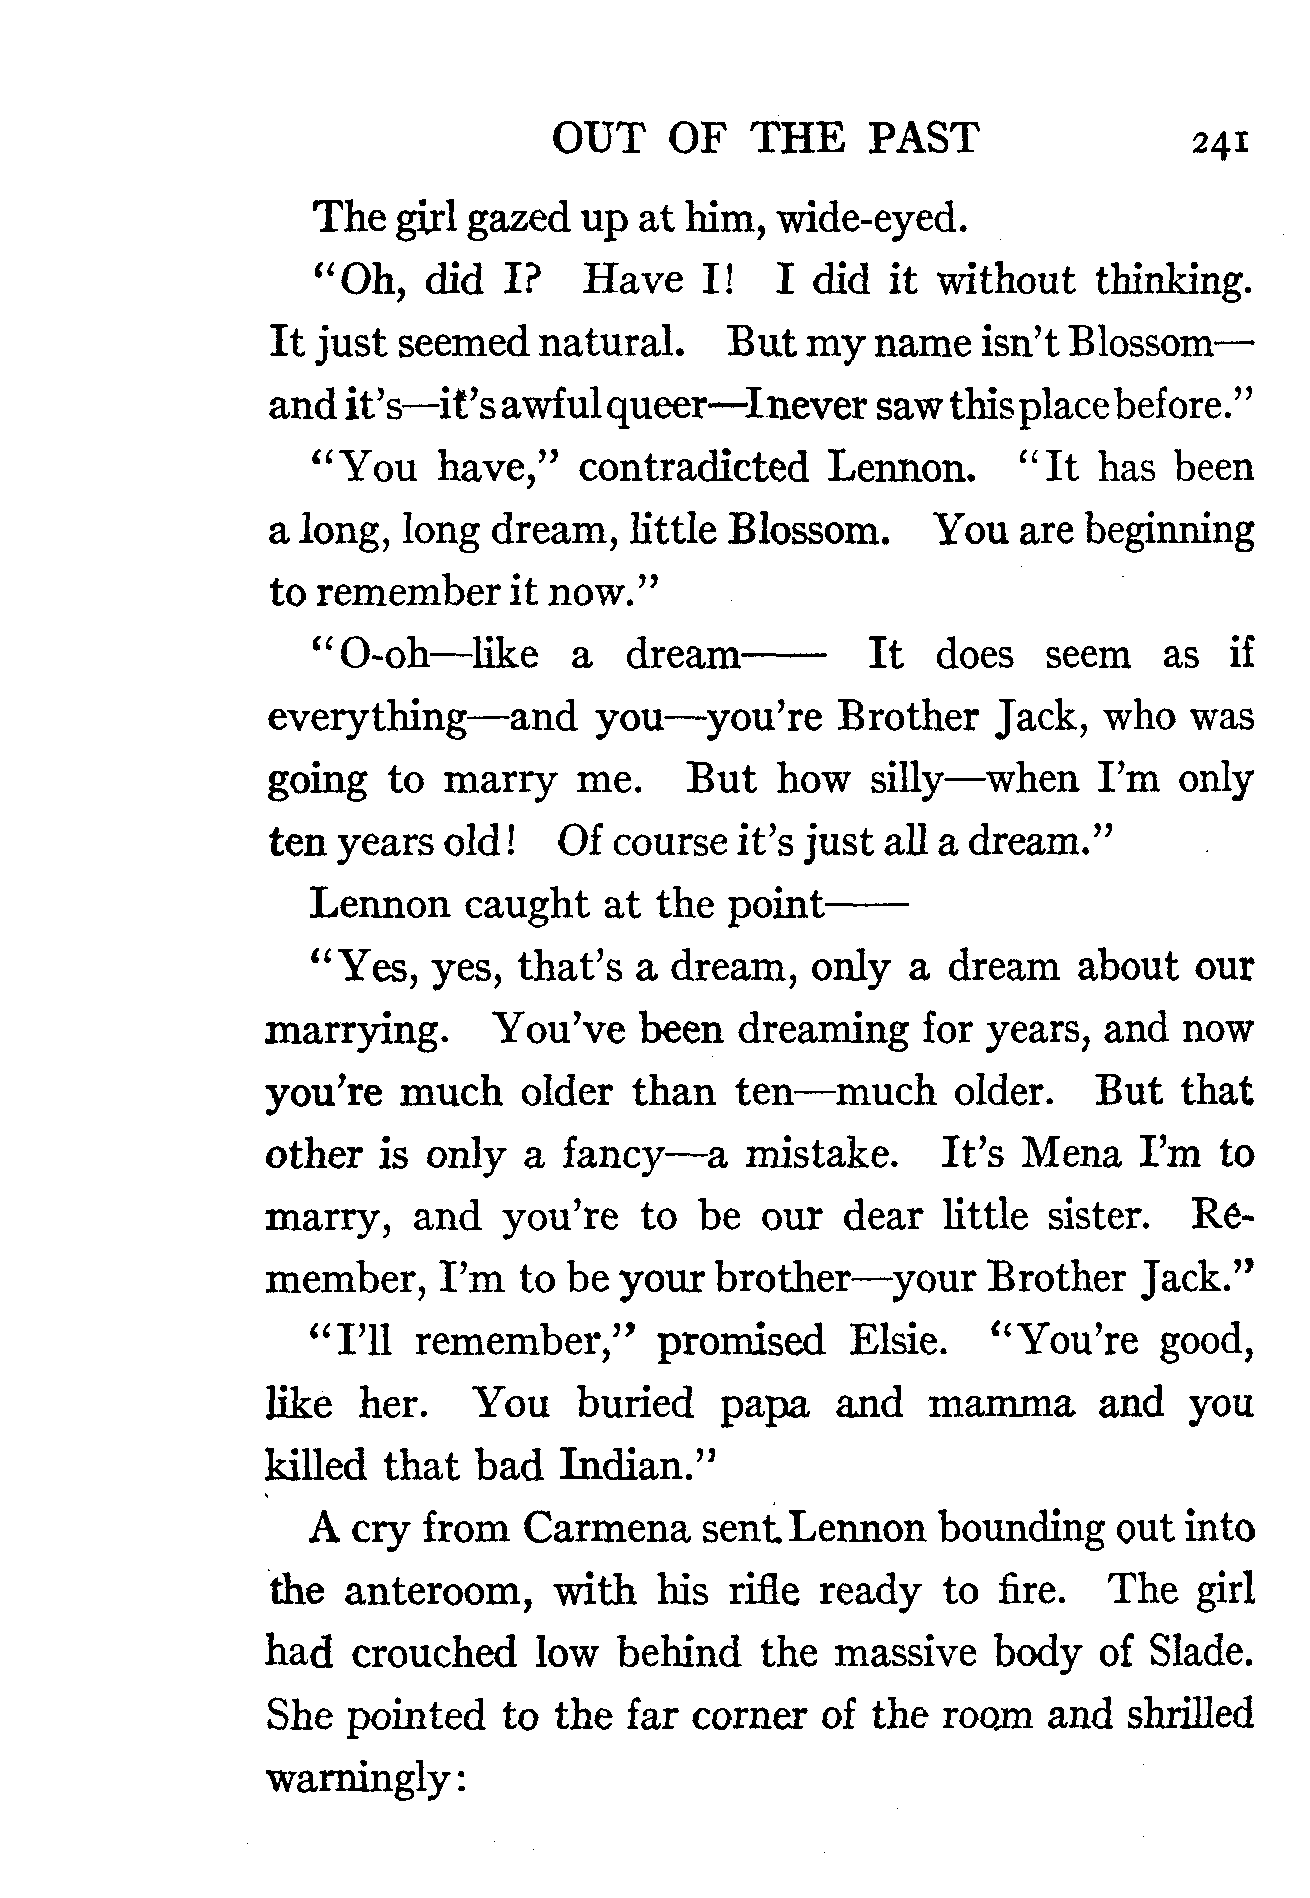 OUT OF THE PAST 241
The girl gazed up at him, wide-eyed.
"Oh, did I? Have I! I did it without thinking.
It just seemed natural. But my name isn't Blossom—
and it's—it's awful queer—I never saw this place before."
"You have," contradicted Lennon. "It has been
a long, long dream, little Blossom. You are beginning
to remember it now."
"O-oh—like a dream—— It does seem as if
everything—and you—you're Brother Jack, who was
going to marry me. But how silly—when I'm only
ten years old! Of course it's just all a dream."
Lennon caught at the point——
"Yes, yes, that's a dream, only a dream about our
marrying. You've been dreaming for years, and now
you're much older than ten—much older. But that
other is only a fancy—a mistake. It's Mena I'm to
marry, and you're to be our dear little sister. Re-
member, I'm to be your brother—your Brother Jack."
"I'll remember," promised Elsie. "You're good,
like her. You buried papa and mamma and you
killed that bad Indian."
A cry from Carmena sent Lennon bounding out into
the anteroom, with his rifle ready to fire. The girl
had crouched low behind the massive body of Slade.
She pointed to the far corner of the room and shrilled
warningly: